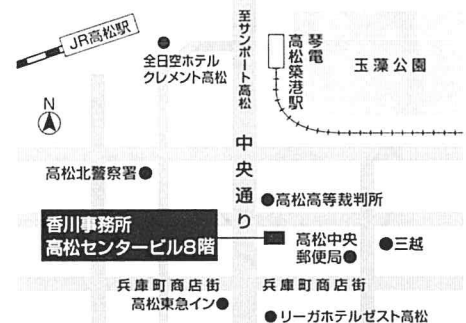 JR高松駅
全日空ホテル
クレメント高松
至サンポート高松
琴電
高松築港駅
玉藻公園
N
中央通り
高松北警察署
高松高等裁判所
香川事務所
高松センタービル8階
高松中央
郵便局
三越
兵庫町商店街
高松東急イン
兵庫町商店街
リーガホテルゼスト高松